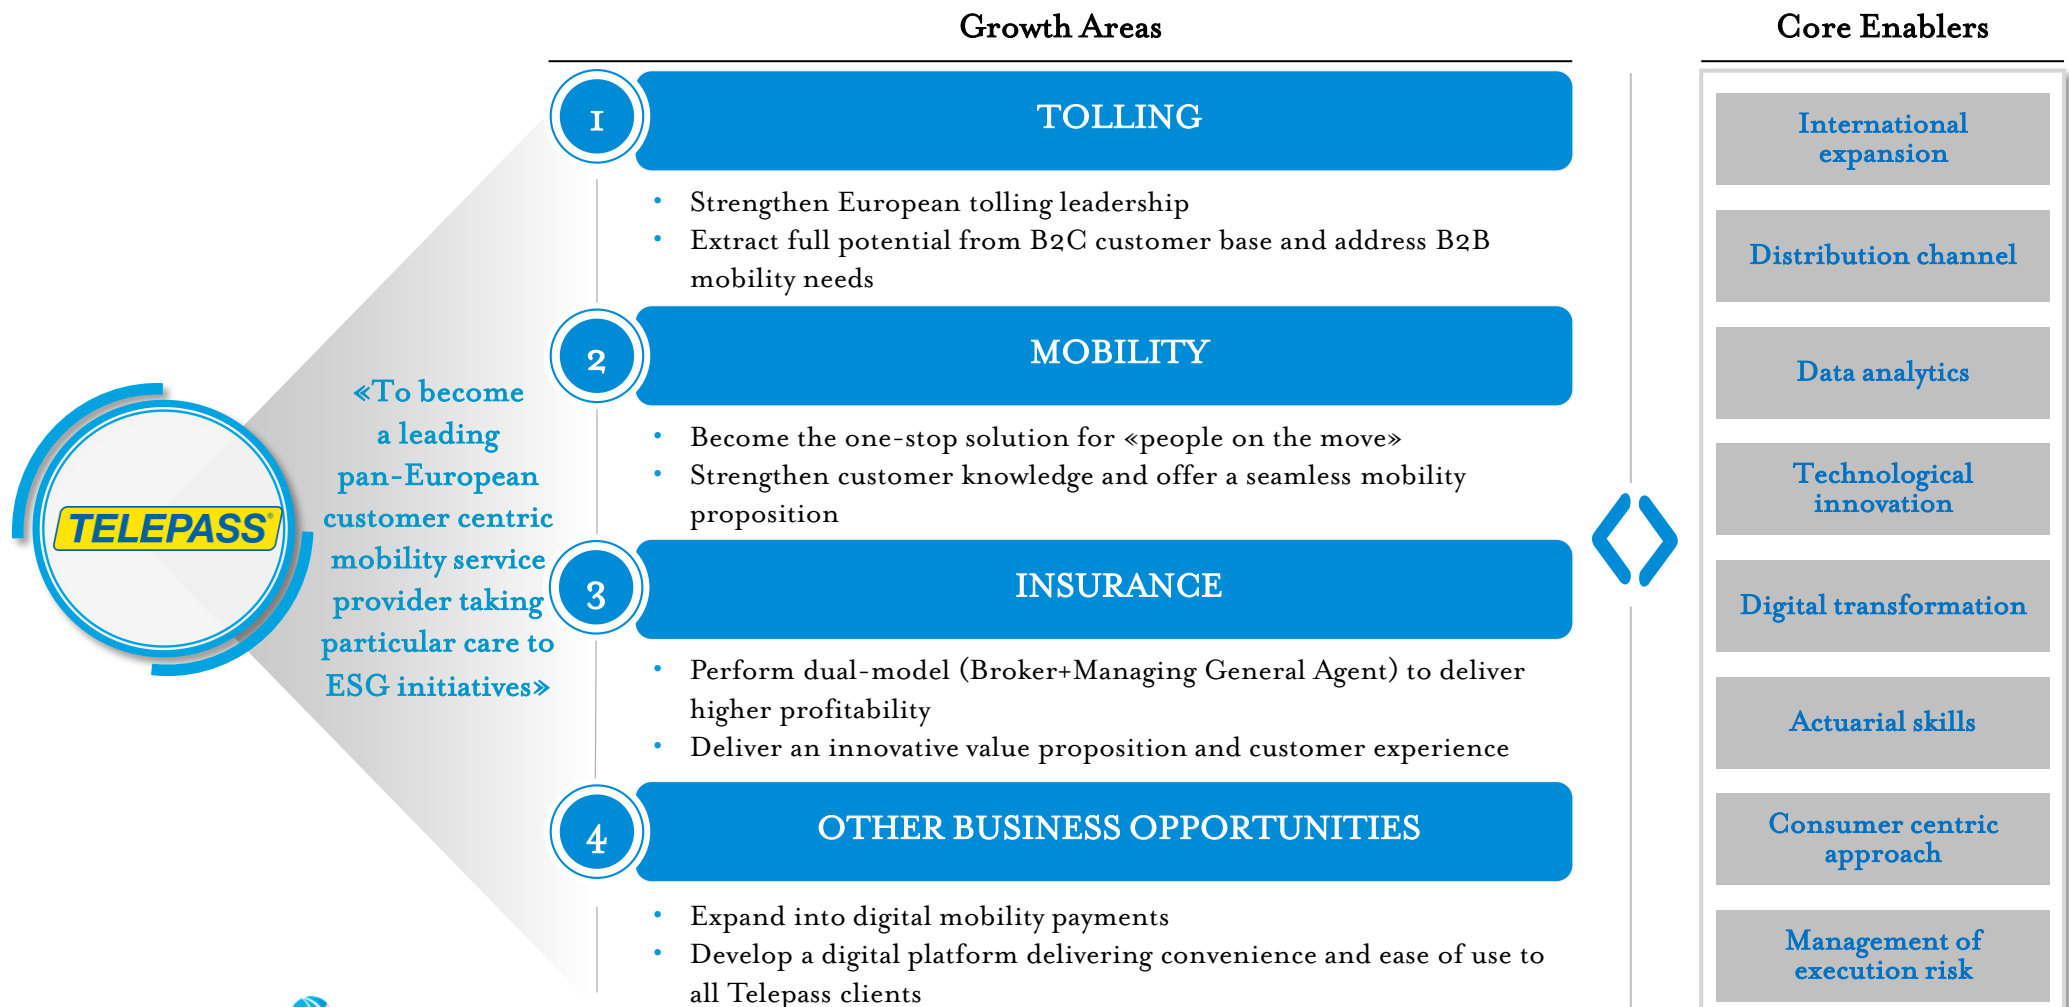 Growth Areas
Core Enablers
TELEPASS®
«To become
a leading
pan-European
customer centric
mobility service
provider taking
particular care to
ESG initiatives»
1
TOLLING
• Strengthen European tolling leadership
• Extract full potential from B2C customer base and address B2B
mobility needs
2
MOBILITY
• Become the one-stop solution for «people on the move»
• Strengthen customer knowledge and offer a seamless mobility
proposition
3
INSURANCE
• Perform dual-model (Broker+Managing General Agent) to deliver
higher profitability
• Deliver an innovative value proposition and customer experience
4
OTHER BUSINESS OPPORTUNITIES
• Expand into digital mobility payments
• Develop a digital platform delivering convenience and ease of use to
all Telepass clients
International
expansion
Distribution channel
Data analytics
Technological
innovation
Digital transformation
Actuarial skills
Consumer centric
approach
Management of
execution risk